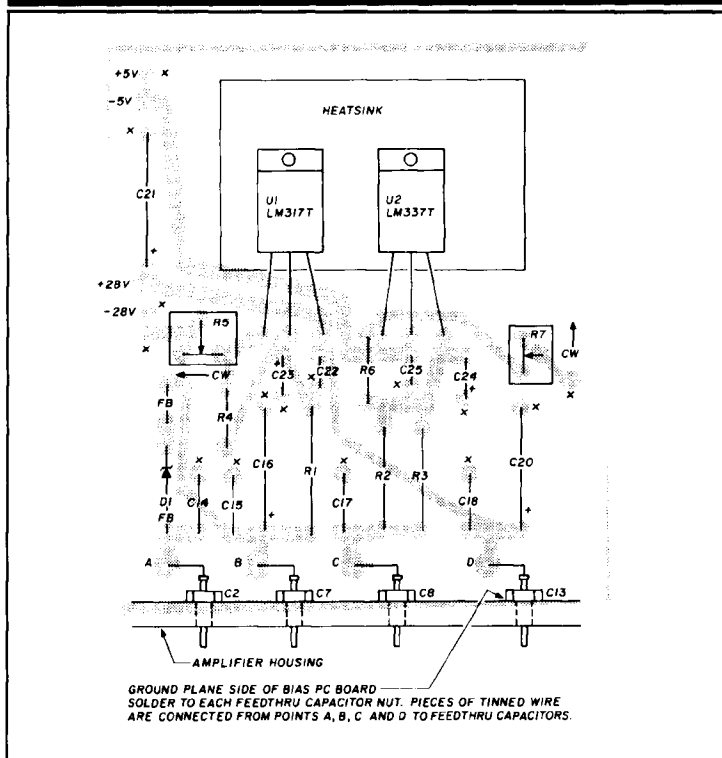 +5V x
-5V
x
HEATSINK
U1
LM317T
U2
LM337T
C21
+
+28V
-28V
x
x
R5
CW
R7
CW
x
FB
R4
+
C23
x
x
C22
R6
C25
x
x
C24
+
x
x
D1
FB
x
C14
x
C15
C16
+
R1
x
C17
R2
R3
x
C18
C20
+
A
B
C
D
C2
C7
C8
C13
AMPLIFIER HOUSING
GROUND PLANE SIDE OF BIAS PC BOARD
SOLDER TO EACH FEEDTHRU CAPACITOR NUT. PIECES OF TINNED WIRE
ARE CONNECTED FROM POINTS A, B, C AND D TO FEEDTHRU CAPACITORS.